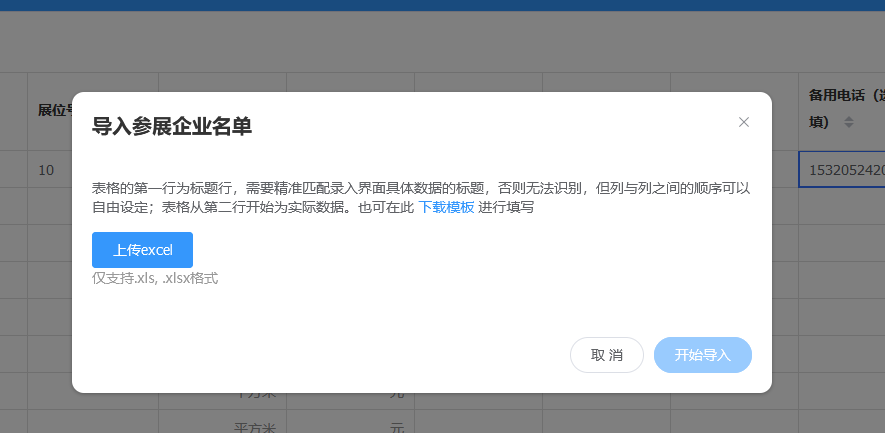 备用电话（选
展位号
填）
导入参展企业名单
10
153205242
表格的第一行为标题行，需要精准匹配录入界面具体数据的标题，否则无法识别，但列与列之间的顺序可以
自由设定；表格从第二行开始为实际数据。也可在此 下载模板 进行填写
上传excel
仅支持.xls, .xlsx格式
取 消
开始导入
平方米 元
平方米 元